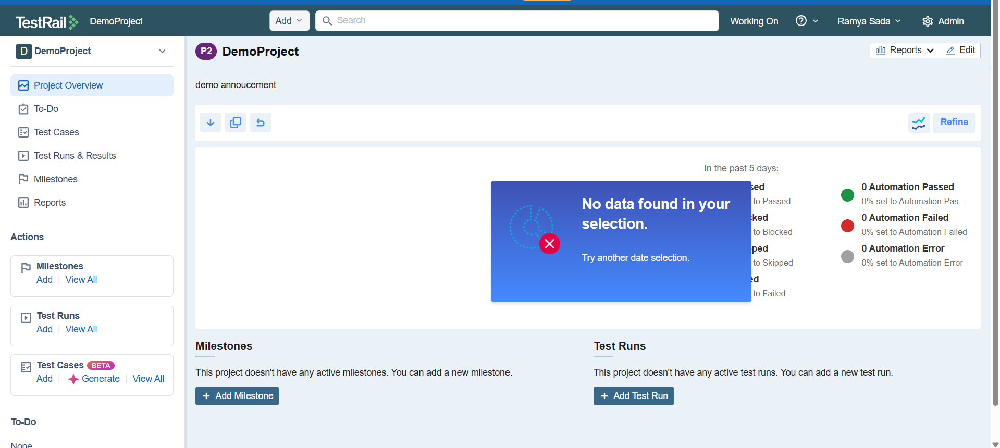 TestRail DemoProject Add Search Working On ? Ramya Sada Admin
D DemoProject
Project Overview
To-Do
Test Cases
Test Runs & Results
Milestones
Reports
Actions
Milestones
Add View All
Test Runs
Add View All
Test Cases BETA
Add Generate View All
To-Do
None
P2 DemoProject
Reports Edit
demo annoucement
Refine
In the past 5 days:
to Passed
to Blocked
to Skipped
to Failed
0 Automation Passed
0% set to Automation Pas...
0 Automation Failed
0% set to Automation Failed
0 Automation Error
0% set to Automation Error
No data found in your
selection.
Try another date selection.
Milestones
This project doesn't have any active milestones. You can add a new milestone.
+ Add Milestone
Test Runs
This project doesn't have any active test runs. You can add a new test run.
+ Add Test Run